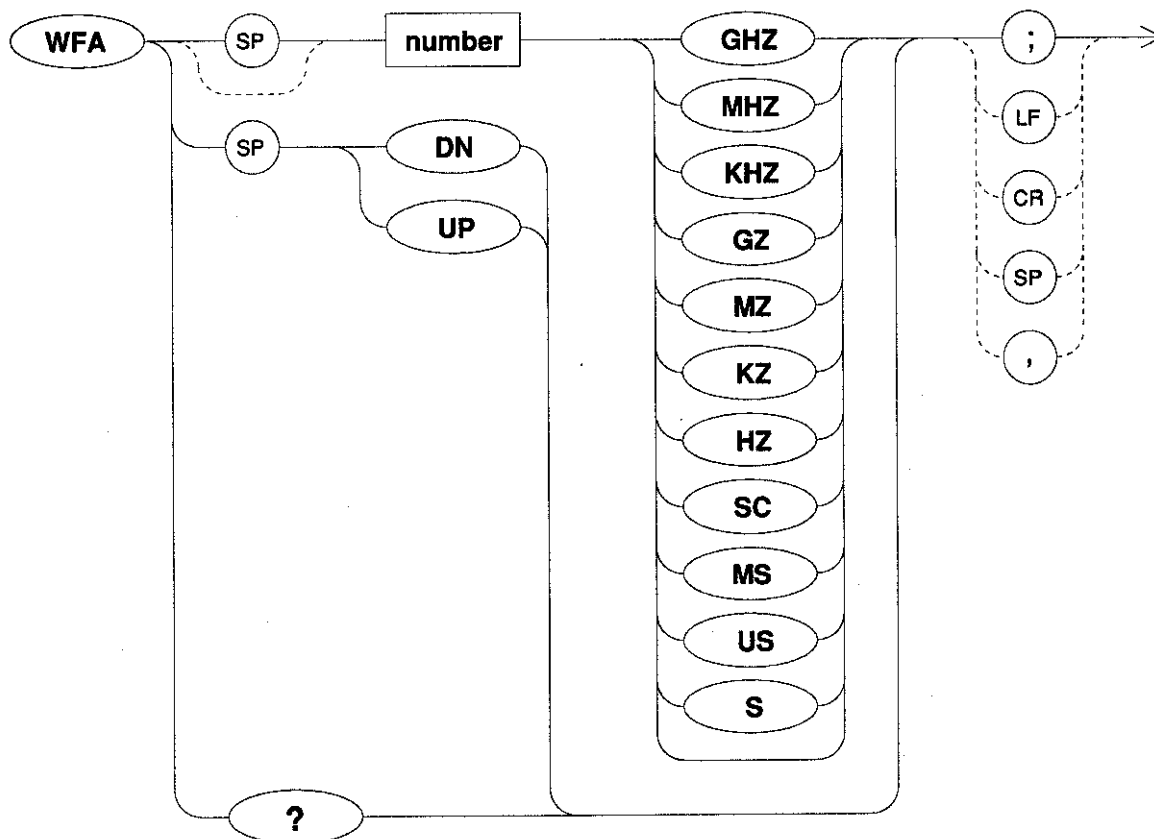 WFA SP number GHZ ;
MHZ LF
SP DN KHZ
CR
UP GZ
SP
MZ
KZ ,
HZ
SC
MS
US
S
?